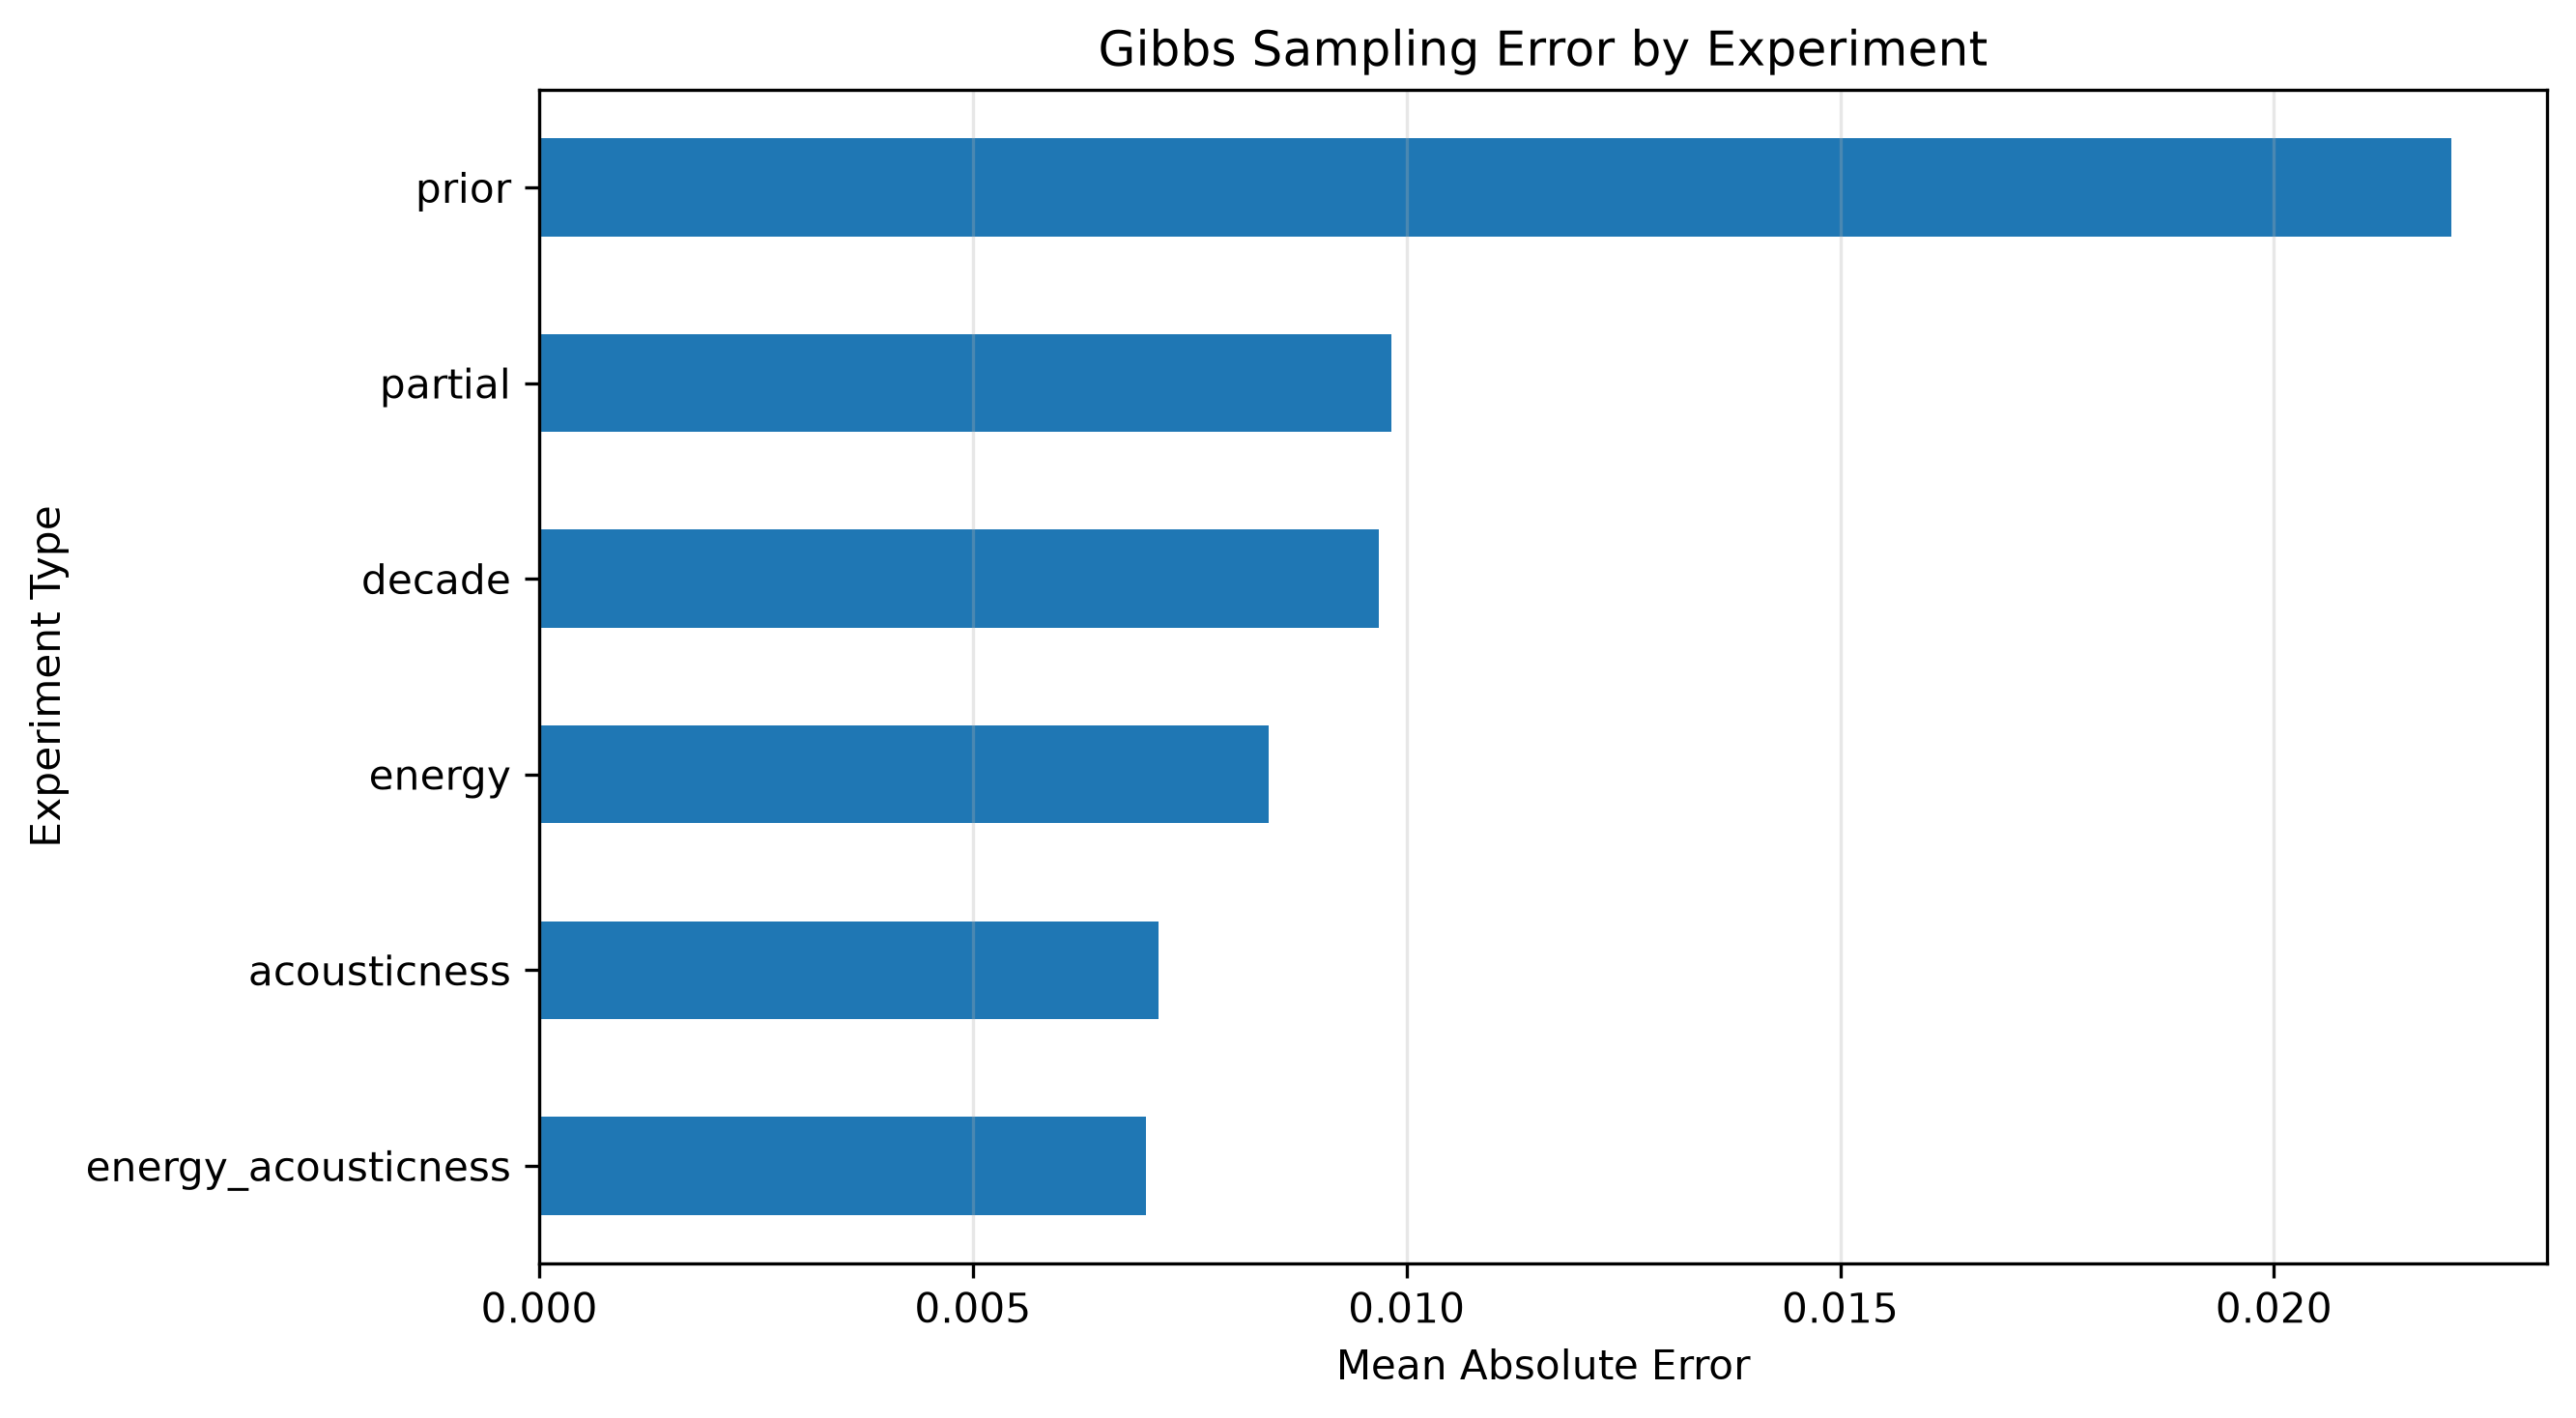 Gibbs Sampling Error by Experiment
Experiment Type
prior
partial
decade
energy
acousticness
energy_acousticness
0.000 0.005 0.010 0.015 0.020
Mean Absolute Error